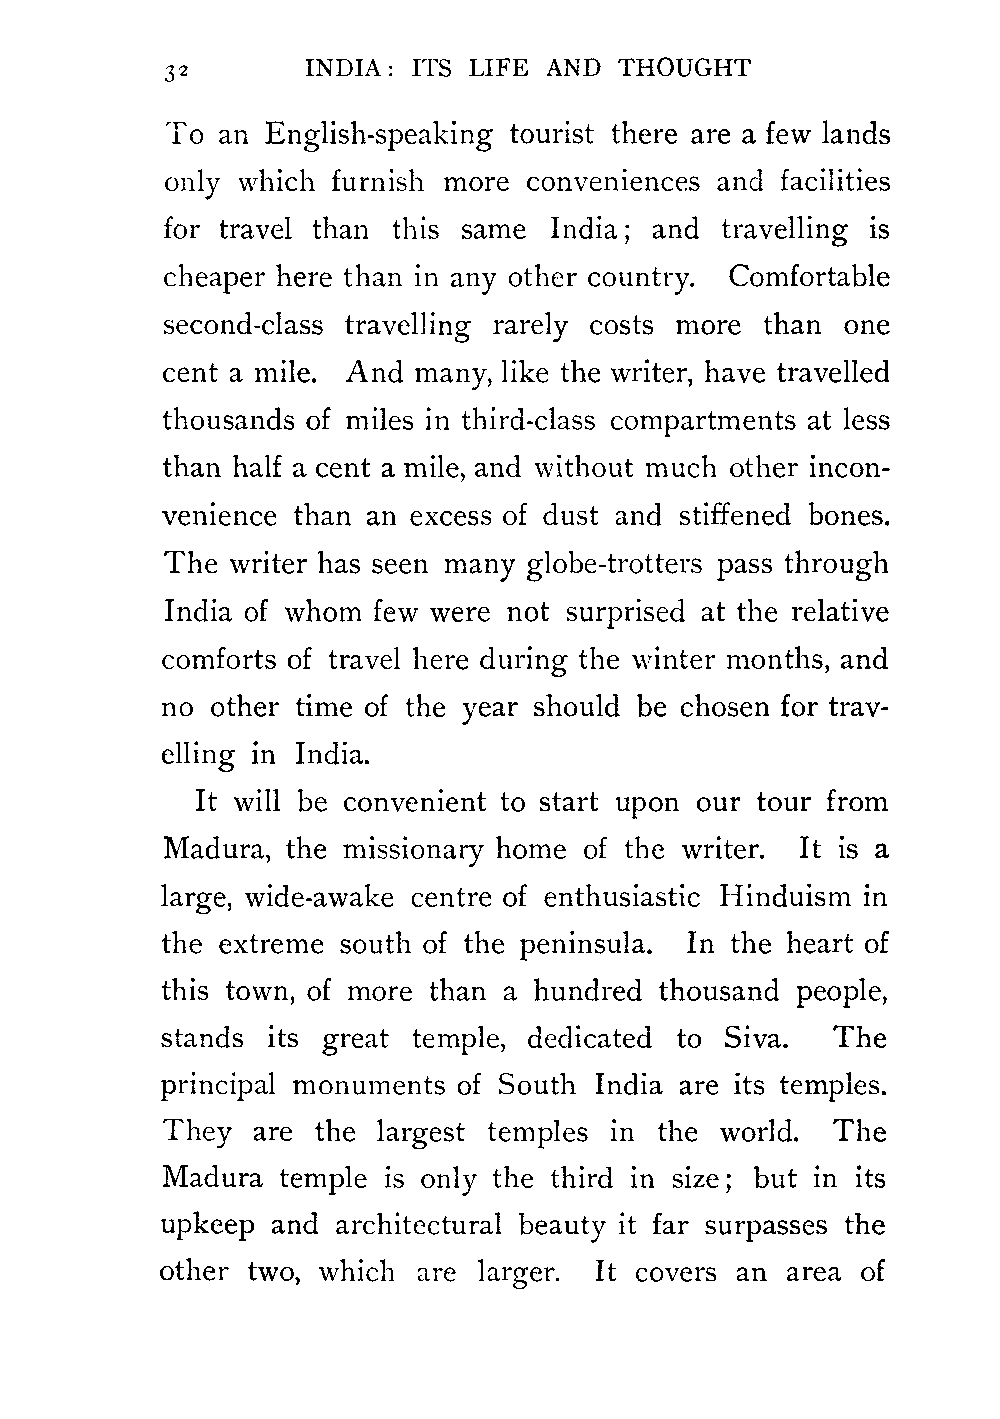 32 INDIA: ITS LIFE AND THOUGHT
To an English-speaking tourist there are a few lands
only which furnish more conveniences and facilities
for travel than this same India; and travelling is
cheaper here than in any other country. Comfortable
second-class travelling rarely costs more than one
cent a mile. And many, like the writer, have travelled
thousands of miles in third-class compartments at less
than half a cent a mile, and without much other incon-
venience than an excess of dust and stiffened bones.
The writer has seen many globe-trotters pass through
India of whom few were not surprised at the relative
comforts of travel here during the winter months, and
no other time of the year should be chosen for trav-
elling in India.
It will be convenient to start upon our tour from
Madura, the missionary home of the writer. It is a
large, wide-awake centre of enthusiastic Hinduism in
the extreme south of the peninsula. In the heart of
this town, of more than a hundred thousand people,
stands its great temple, dedicated to Siva. The
principal monuments of South India are its temples.
They are the largest temples in the world. The
Madura temple is only the third in size; but in its
upkeep and architectural beauty it far surpasses the
other two, which are larger. It covers an area of